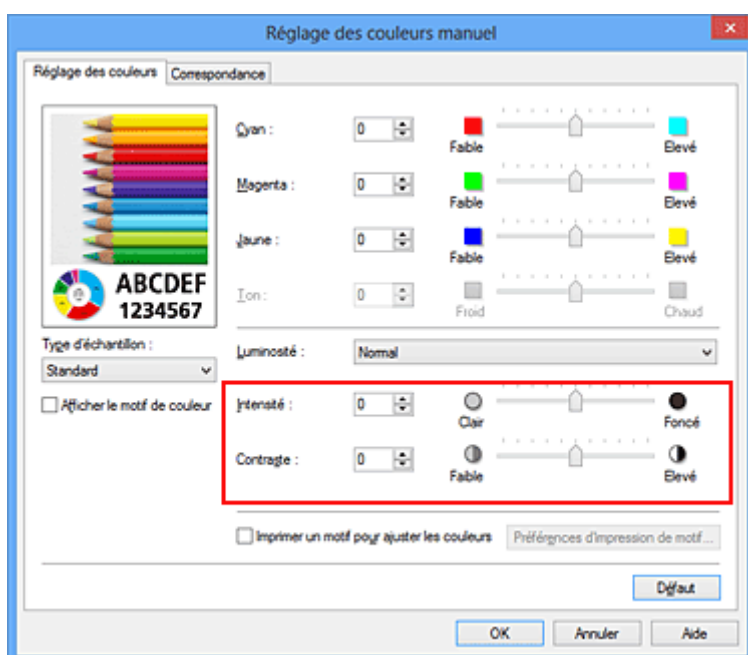 Réglage des couleurs manuel
Réglage des couleurs
Correspondance
ABCDEF
1234567
Type d'échantillon :
Standard
Afficher le motif de couleur
Cyan :
0
Fable
Elevé
Magenta :
0
Fable
Elevé
Jaune :
0
Fable
Elevé
Ton :
0
Froid
Chaud
Luminosité :
Normal
Intensité :
0
Clair
Foncé
Contraste :
0
Faible
Elevé
Imprimer un motif pour ajuster les couleurs
Préférences d'impression de motif...
Défaut
OK
Annuler
Aide